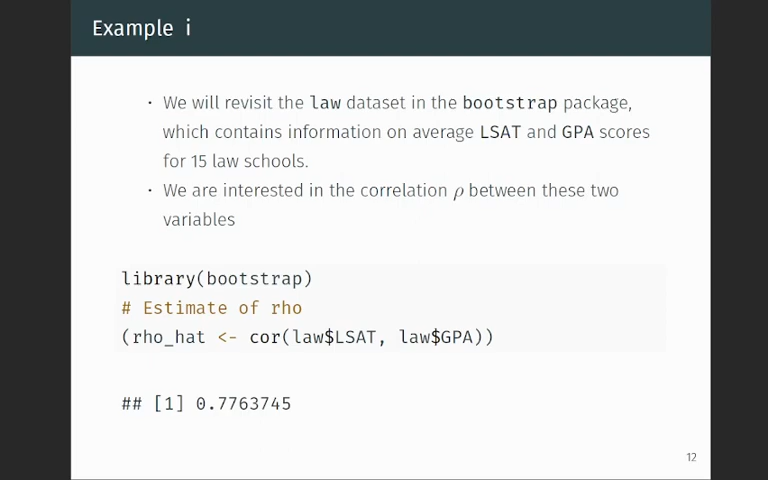 Example i
· We will revisit the law dataset in the bootstrap package,
which contains information on average LSAT and GPA scores
for 15 law schools.
· We are interested in the correlation ρ between these two
variables
library(bootstrap)
# Estimate of rho
(rho_hat <- cor(law$LSAT, law$GPA))
## [1] 0.7763745
12